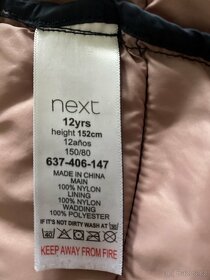 next
12yrs
height 152cm
12años
150/80
637-406-147
MADE IN CHINA
MAIN
100% NYLON
LINING
100% NYLON
WADDING
100% POLYESTER
IF IT'S NOT DIRTY WASH AT 30
KEEP AWAY FROM FIRE